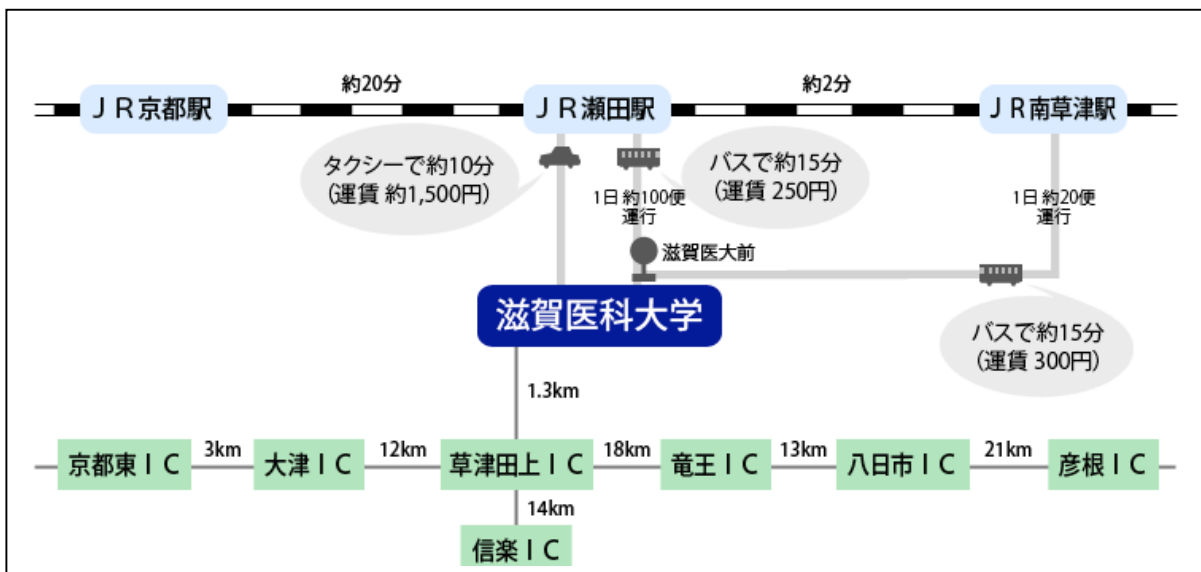 約20分
約2分
ＪＲ京都駅
ＪＲ瀬田駅
ＪＲ南草津駅
タクシーで約10分
（運賃 約1,500円）
バスで約15分
（運賃 250円）
1日 約100便
運行
1日 約20便
運行
滋賀医大前
滋賀医科大学
バスで約15分
（運賃 300円）
1.3km
京都東ＩＣ
3km
大津ＩＣ
12km
草津田上ＩＣ
18km
竜王ＩＣ
13km
八日市ＩＣ
21km
彦根ＩＣ
14km
信楽ＩＣ